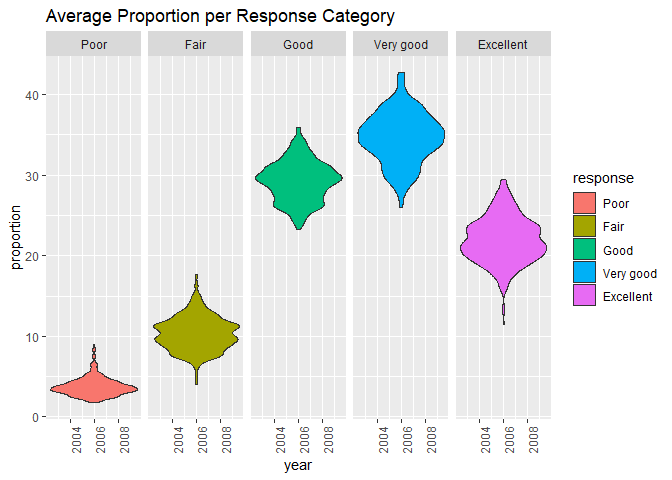 Average Proportion per Response Category
Poor Fair Good Very good Excellent
proportion
40
30
20
10
0
2004 2006 2008 2004 2006 2008 2004 2006 2008 2004 2006 2008 2004 2006 2008
year
response
Poor
Fair
Good
Very good
Excellent